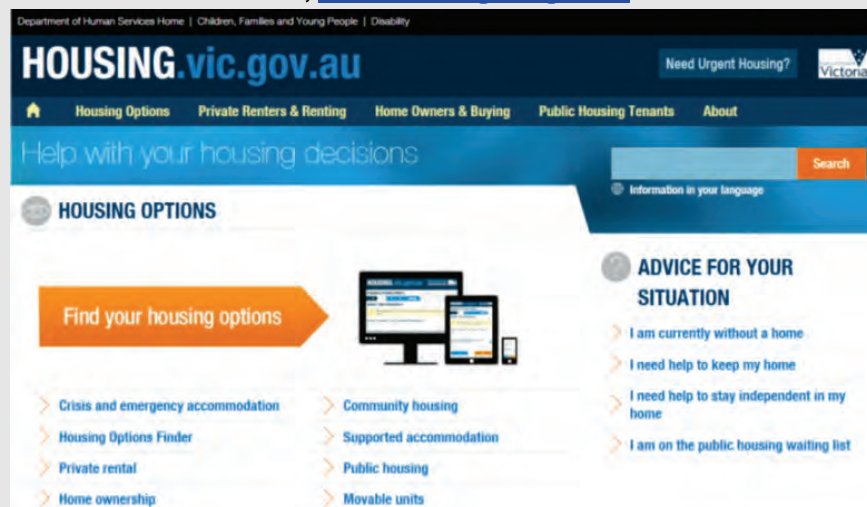 Department of Human Services Home | Children, Families and Young People | Disability
HOUSING.vic.gov.au
Need Urgent Housing?
Victoria
Housing Options Private Renters & Renting Home Owners & Buying Public Housing Tenants About
Help with your housing decisions
Search
Information in your language
HOUSING OPTIONS
Find your housing options
Crisis and emergency accommodation
Housing Options Finder
Private rental
Home ownership
Community housing
Supported accommodation
Public housing
Movable units
ADVICE FOR YOUR
SITUATION
I am currently without a home
I need help to keep my home
I need help to stay independent in my
home
I am on the public housing waiting list